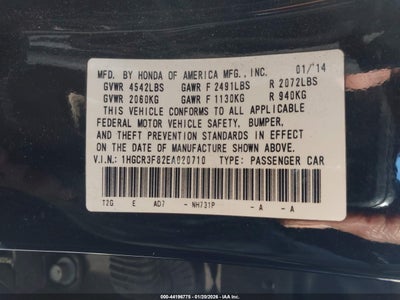 MFD. BY HONDA OF AMERICA MFG., INC. 01/'14
GVWR 4542LBS GAWR F 2491LBS R 2072LBS
GVWR 2060KG GAWR F 1130KG R 940KG
THIS VEHICLE CONFORMS TO ALL APPLICABLE
FEDERAL MOTOR VEHICLE SAFETY, BUMPER,
AND THEFT PREVENTION STANDARDS IN EFFECT
ON THE DATE OF MANUFACTURE SHOWN ABOVE.
V.I.N.: 1HGCR3F82EA020710 TYPE: PASSENGER CAR
T2G E AD7 - NH731P - A - A
000-44196775 - 01/20/2026 - IAA Inc.